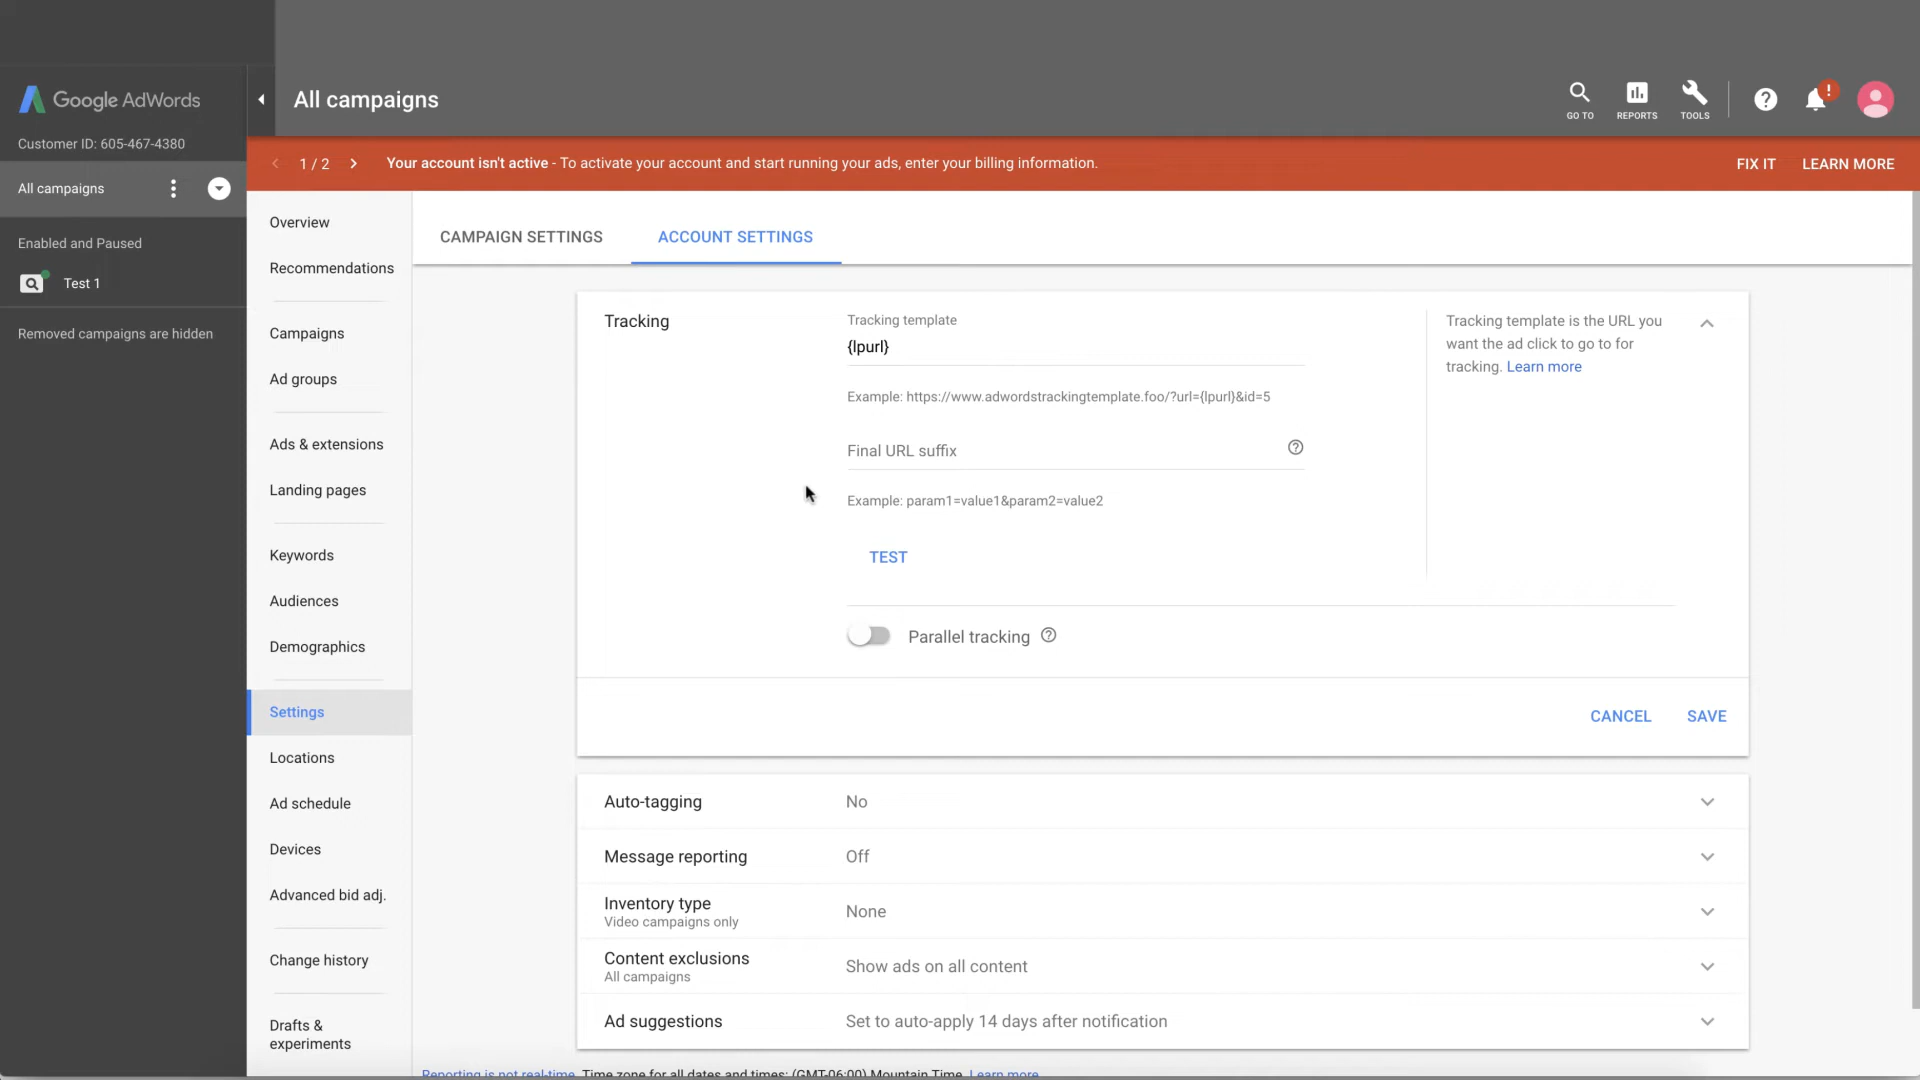 Google AdWords
All campaigns
GO TO
REPORTS
TOOLS
!
Customer ID: 605-467-4380
1 / 2
Your account isn't active - To activate your account and start running your ads, enter your billing information.
FIX IT
LEARN MORE
All campaigns
Enabled and Paused
Test 1
Removed campaigns are hidden
Overview
Recommendations
Campaigns
Ad groups
Ads & extensions
Landing pages
Keywords
Audiences
Demographics
Settings
Locations
Ad schedule
Devices
Advanced bid adj.
Change history
Drafts &
experiments
CAMPAIGN SETTINGS
ACCOUNT SETTINGS
Tracking
Tracking template
{lpurl}
Example: https://www.adwordstrackingtemplate.foo/?url={lpurl}&id=5
Final URL suffix
Example: param1=value1&param2=value2
TEST
Parallel tracking
Tracking template is the URL you
want the ad click to go to for
tracking. Learn more
CANCEL
SAVE
Auto-tagging
No
Message reporting
Off
Inventory type
Video campaigns only
None
Content exclusions
All campaigns
Show ads on all content
Ad suggestions
Set to auto-apply 14 days after notification
Reporting is not real-time. Time zone for all dates and times: (GMT-06:00) Mountain Time. Learn more